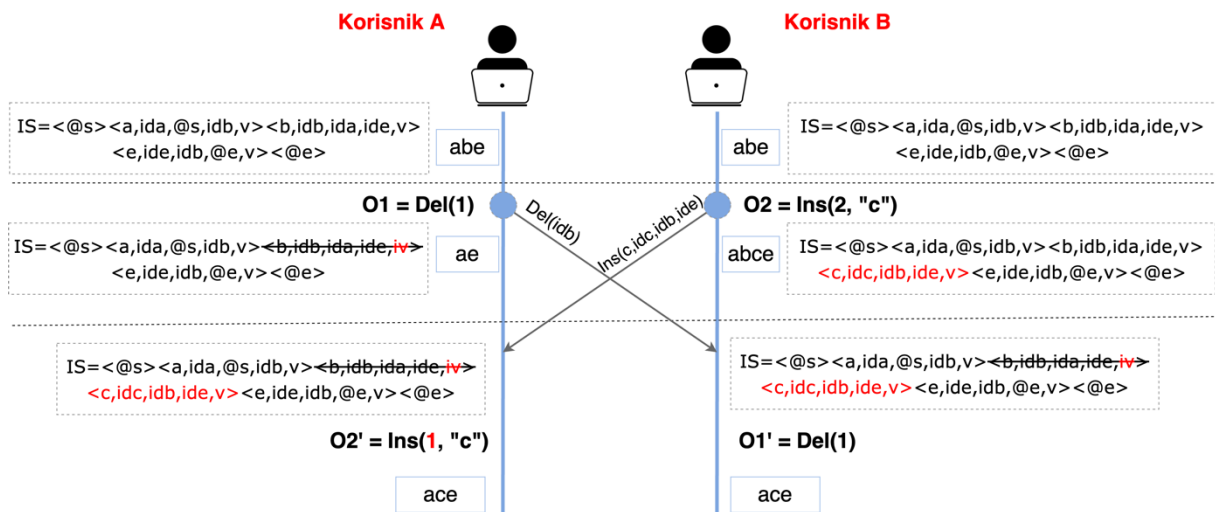 Korisnik A
Korisnik B
IS=<@s><a,ida,@s,idb,v><b,idb,ida,ide,v>
<e,ide,idb,@e,v><@e>
abe
abe
IS=<@s><a,ida,@s,idb,v><b,idb,ida,ide,v>
<e,ide,idb,@e,v><@e>
O1 = Del(1)
Del(idb)
Ins(c,idc,idb,ide)
O2 = Ins(2, "c")
IS=<@s><a,ida,@s,idb,v><b,idb,ida,ide,iv>
<e,ide,idb,@e,v><@e>
ae
abce
IS=<@s><a,ida,@s,idb,v><b,idb,ida,ide,v>
<c,idc,idb,ide,v><e,ide,idb,@e,v><@e>
IS=<@s><a,ida,@s,idb,v><b,idb,ida,ide,iv>
<c,idc,idb,ide,v><e,ide,idb,@e,v><@e>
IS=<@s><a,ida,@s,idb,v><b,idb,ida,ide,iv>
<c,idc,idb,ide,v><e,ide,idb,@e,v><@e>
O2' = Ins(1, "c")
O1' = Del(1)
ace
ace